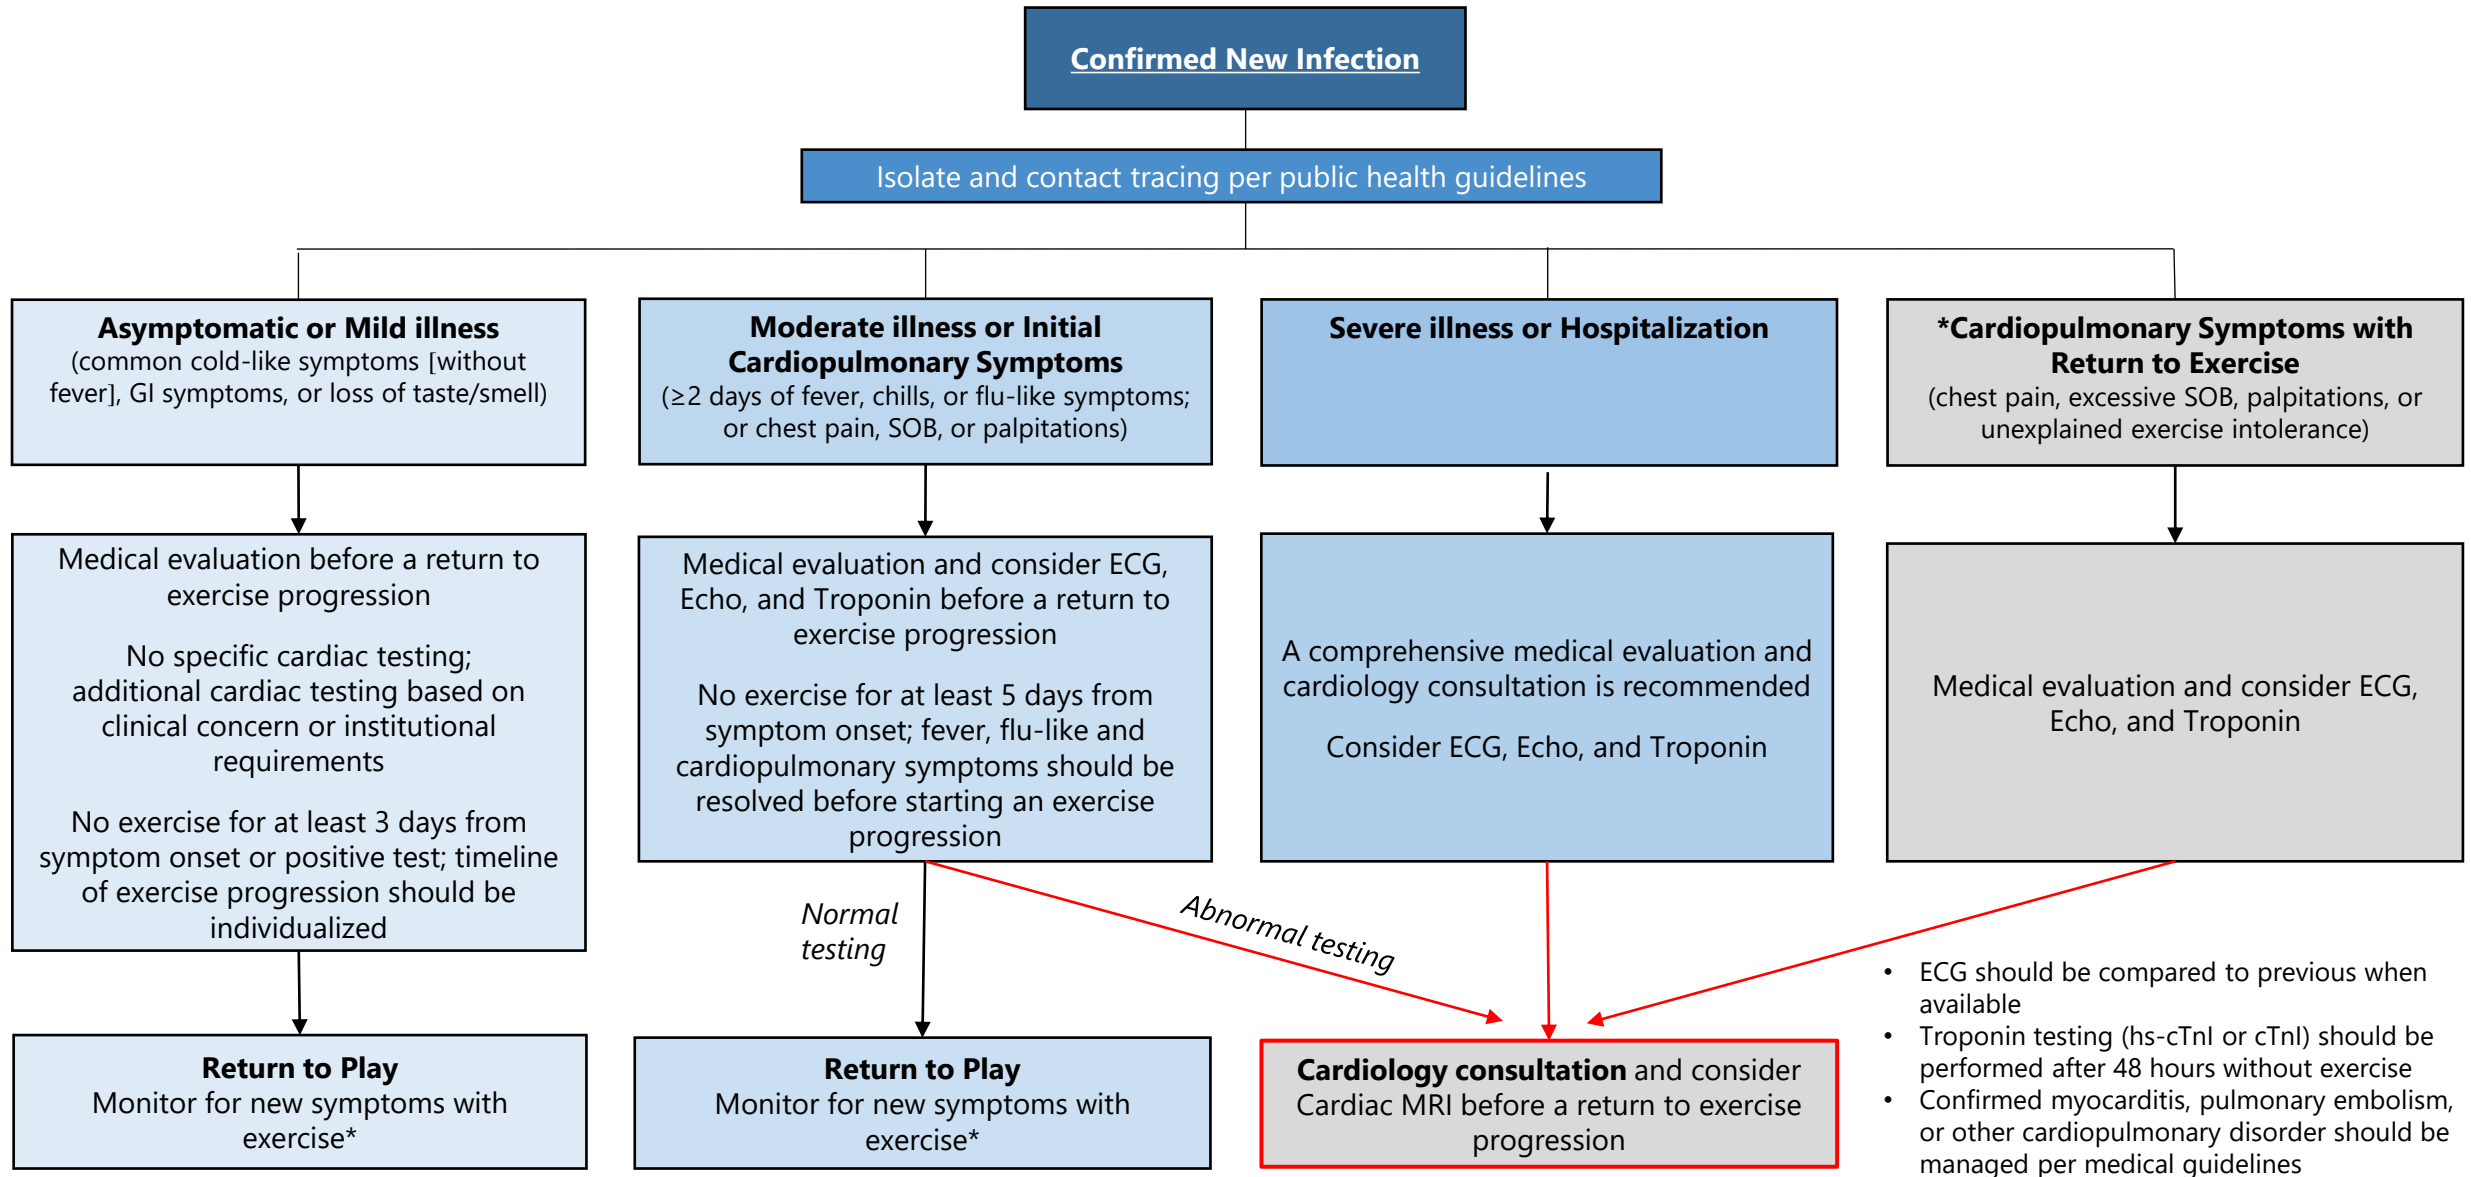 Confirmed New Infection
Isolate and contact tracing per public health guidelines
Asymptomatic or Mild illness
(common cold-like symptoms [without
fever], GI symptoms, or loss of taste/smell)
Moderate illness or Initial
Cardiopulmonary Symptoms
(≥2 days of fever, chills, or flu-like symptoms;
or chest pain, SOB, or palpitations)
Severe illness or Hospitalization
*Cardiopulmonary Symptoms with
Return to Exercise
(chest pain, excessive SOB, palpitations, or
unexplained exercise intolerance)
Medical evaluation before a return to
exercise progression
No specific cardiac testing;
additional cardiac testing based on
clinical concern or institutional
requirements
No exercise for at least 3 days from
symptom onset or positive test; timeline
of exercise progression should be
individualized
Medical evaluation and consider ECG,
Echo, and Troponin before a return to
exercise progression
No exercise for at least 5 days from
symptom onset; fever, flu-like and
cardiopulmonary symptoms should be
resolved before starting an exercise
progression
A comprehensive medical evaluation and
cardiology consultation is recommended
Consider ECG, Echo, and Troponin
Medical evaluation and consider ECG,
Echo, and Troponin
Normal
testing
Abnormal testing
Return to Play
Monitor for new symptoms with
exercise*
Return to Play
Monitor for new symptoms with
exercise*
Cardiology consultation and consider
Cardiac MRI before a return to exercise
progression
• ECG should be compared to previous when
available
• Troponin testing (hs-cTnI or cTnI) should be
performed after 48 hours without exercise
• Confirmed myocarditis, pulmonary embolism,
or other cardiopulmonary disorder should be
managed per medical guidelines